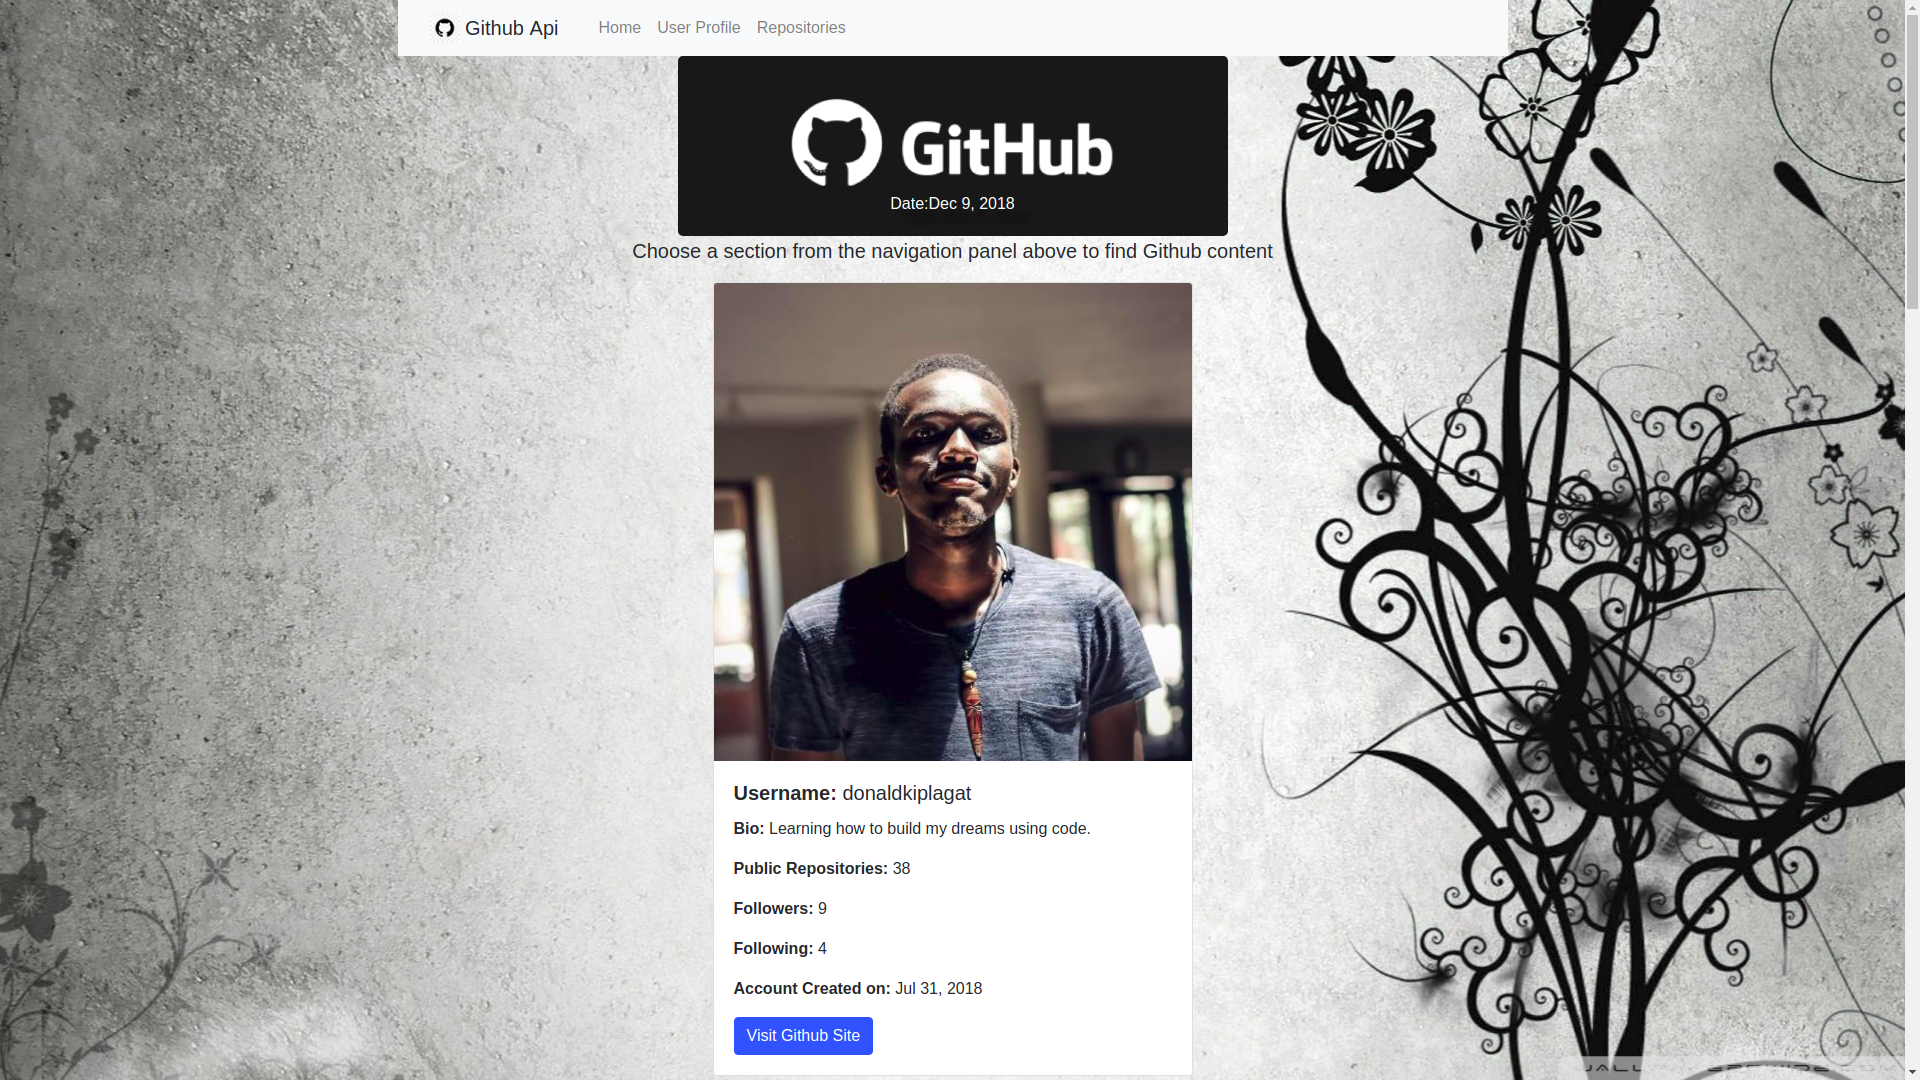 Github Api
Home
User Profile
Repositories
GitHub
Date:Dec 9, 2018
Choose a section from the navigation panel above to find Github content
Username: donaldkiplagat
Bio: Learning how to build my dreams using code.
Public Repositories: 38
Followers: 9
Following: 4
Account Created on: Jul 31, 2018
Visit Github Site